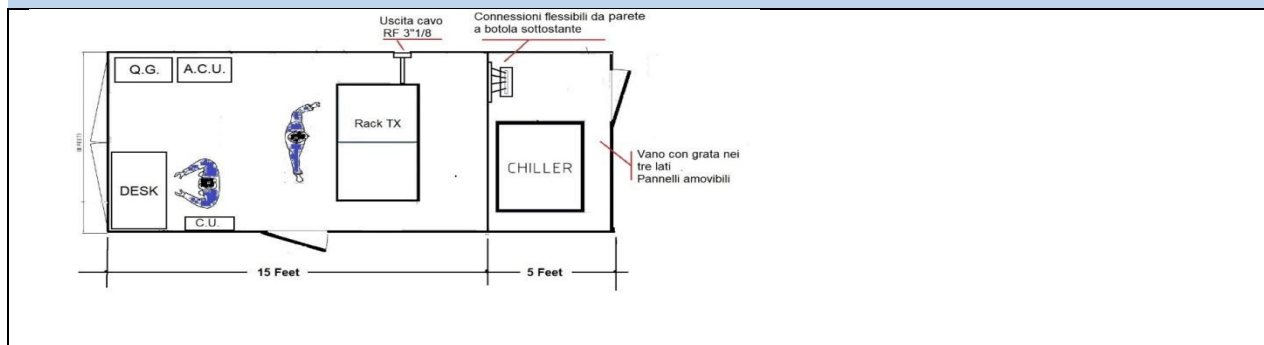 Uscita cavo
RF 3"1/8
Connessioni flessibili da parete
a botola sottostante
Q.G.
A.C.U.
Rack TX
CHILLER
Vano con grata nei
tre lati
Pannelli amovibili
DESK
C.U.
15 Feet
5 Feet